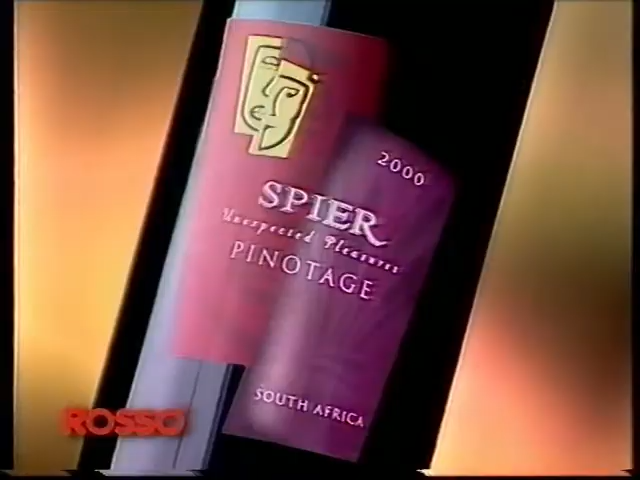 2000
SPIER
Unexpected Pleasures
PINOTAGE
SOUTH AFRICA
ROSSO